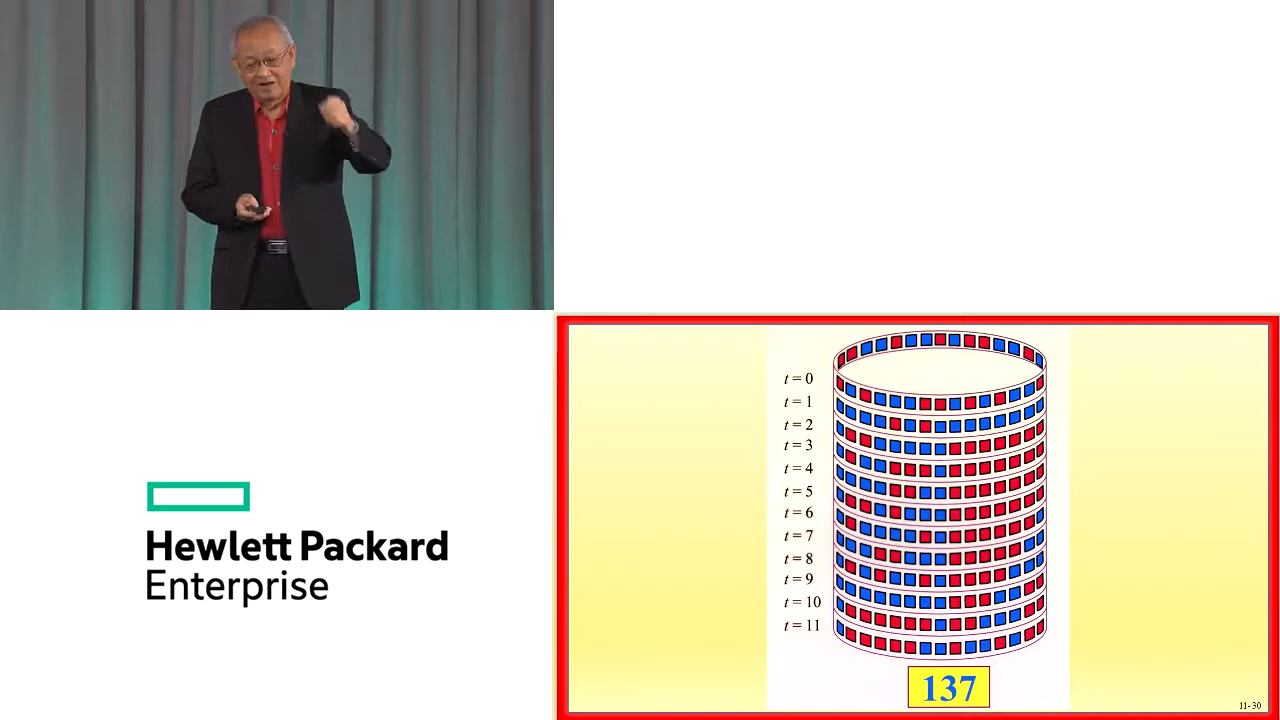 t = 0
t = 1
t = 2
t = 3
t = 4
t = 5
t = 6
t = 7
t = 8
t = 9
t = 10
t = 11
137
11-30
Hewlett Packard
Enterprise